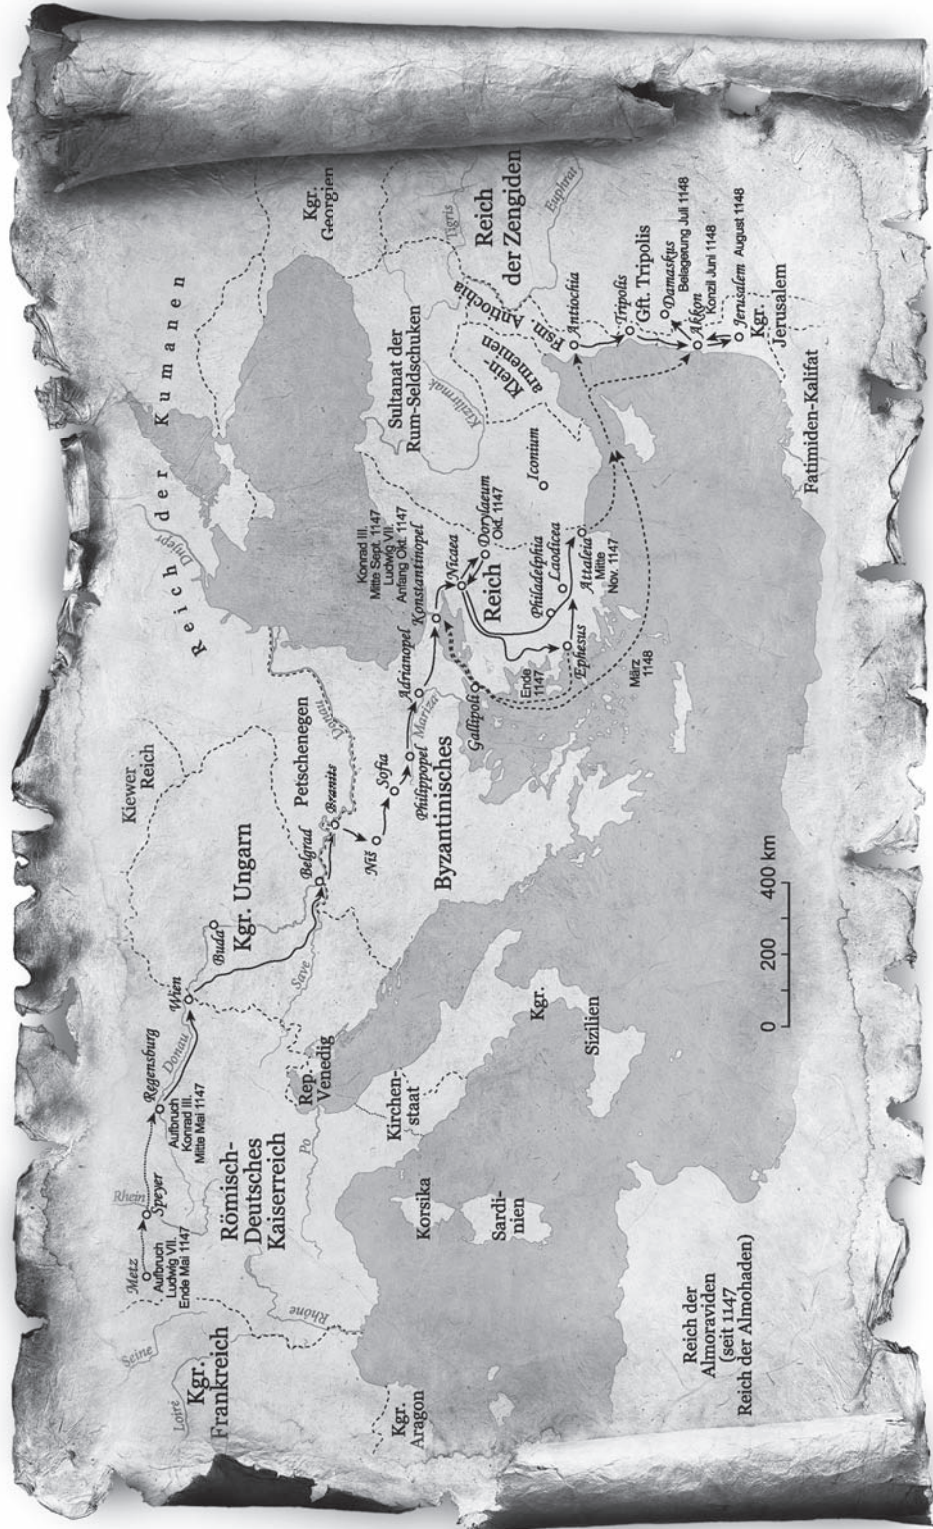 Loire
Seine
Kgr.
Frankreich
Kgr.
Aragon
Rhône
Metz
Aufbruch
Ludwig VII.
Ende Mai 1147
Rhein
Speyer
Römisch-
Deutsches
Kaiserreich
Regensburg
Donau
Aufbruch
Konrad III.
Mitte Mai 1147
Wien
Buda
Kgr. Ungarn
Kiewer
Reich
Save
Po
Rep.
Venedig
Kirchen-
staat
Korsika
Sardi-
nien
Kgr.
Sizilien
Reich der
Almoraviden
(seit 1147
Reich der Almohaden)
0 200 400 km
Belgrad
Branits
Petschenegen
Donau
Niš
Sofia
Philippopel
Mariza
Adrianopel
Byzantinisches
Reich
Gallipoli
Konrad III.
Mitte Sept. 1147
Ludwig VII.
Anfang Okt. 1147
Konstantinopel
Nicaea
Dorylaeum
Okt. 1147
Philadelphia
Laodicea
Ephesus
Ende
1147
Attaleia
Mitte
Nov. 1147
März
1148
Iconium
Reich der Kumanen
Dnjepr
Kgr.
Georgien
Sultanat der
Rum-Seldschuken
Kizilirmak
Klein-
armenien
Fsm. Antiochia
Antiochia
Reich
der Zengiden
Tigris
Euphrat
Tripolis
Gft. Tripolis
Damaskus
Belagerung Juli 1148
Akkon
Konzil Juni 1148
Jerusalem August 1148
Kgr.
Jerusalem
Fatimiden-Kalifat